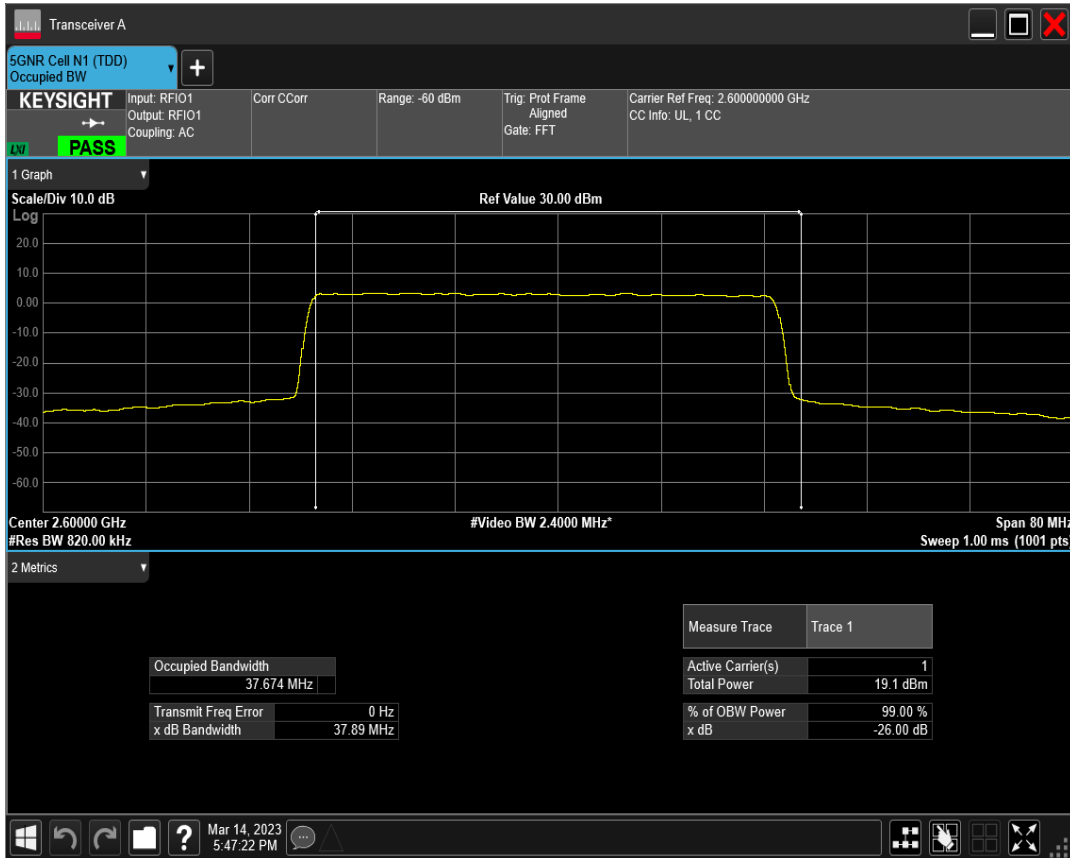 Transceiver A
5GNR Cell N1 (TDD)
Occupied BW
+
KEYSIGHT
LXI
PASS
Input: RFIO1
Output: RFIO1
Coupling: AC
Corr CCorr
Range: -60 dBm
Trig: Prot Frame
Aligned
Gate: FFT
Carrier Ref Freq: 2.600000000 GHz
CC Info: UL, 1 CC
1 Graph
Scale/Div 10.0 dB
Ref Value 30.00 dBm
Log
20.0
10.0
0.00
-10.0
-20.0
-30.0
-40.0
-50.0
-60.0
Center 2.60000 GHz
#Video BW 2.4000 MHz*
Span 80 MHz
#Res BW 820.00 kHz
Sweep 1.00 ms (1001 pts)
2 Metrics
Measure Trace Trace 1
Occupied Bandwidth
37.674 MHz
Active Carrier(s) 1
Total Power 19.1 dBm
Transmit Freq Error 0 Hz
x dB Bandwidth 37.89 MHz
% of OBW Power 99.00 %
x dB -26.00 dB
?
Mar 14, 2023
5:47:22 PM